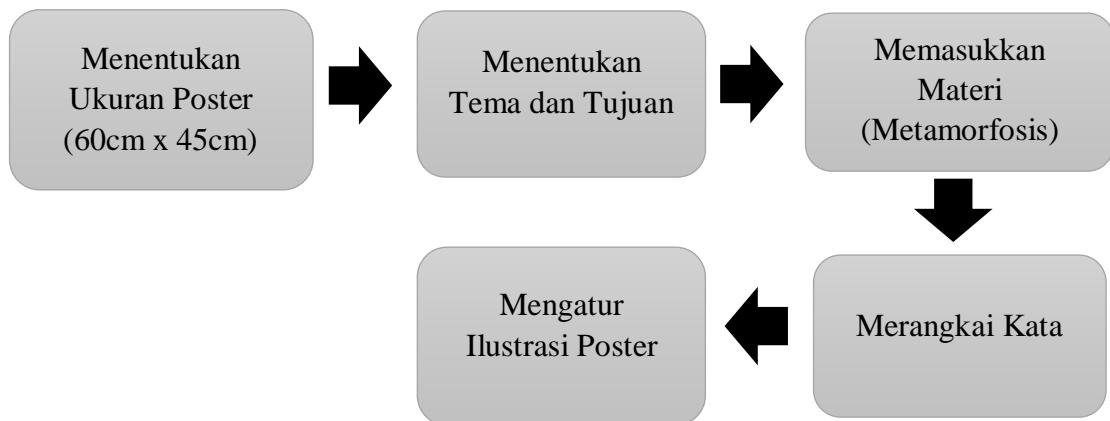 Menentukan
Ukuran Poster
(60cm x 45cm)
Menentukan
Tema dan Tujuan
Memasukkan
Materi
(Metamorfosis)
Merangkai Kata
Mengatur
Ilustrasi Poster